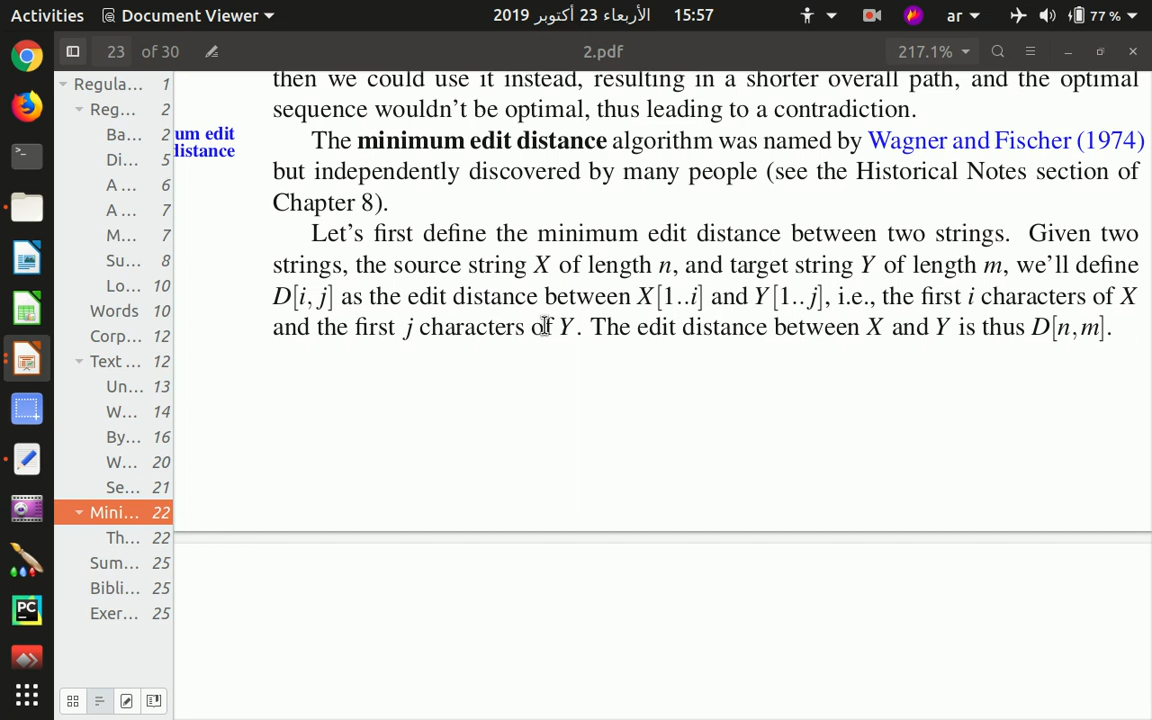 Activities Document Viewer الأربعاء 23 أكتوبر 2019 15:57 ar 77 %
23 of 30 2.pdf 217.1%
Regula... 1
Reg... 2
Ba... 2
Di... 5
A ... 6
A ... 7
M... 7
Su... 8
Lo... 10
Words 10
Corp... 12
Text ... 12
Un... 13
W... 14
By... 16
W... 20
Se... 21
Mini... 22
Th... 22
Sum... 25
Bibli... 25
Exer... 25
then we could use it instead, resulting in a shorter overall path, and the optimal
sequence wouldn't be optimal, thus leading to a contradiction.
um edit
distance
The minimum edit distance algorithm was named by Wagner and Fischer (1974)
but independently discovered by many people (see the Historical Notes section of
Chapter 8).
Let's first define the minimum edit distance between two strings. Given two
strings, the source string X of length n, and target string Y of length m, we'll define
D[i, j] as the edit distance between X[1..i] and Y[1..j], i.e., the first i characters of X
and the first j characters of Y. The edit distance between X and Y is thus D[n,m].
PC